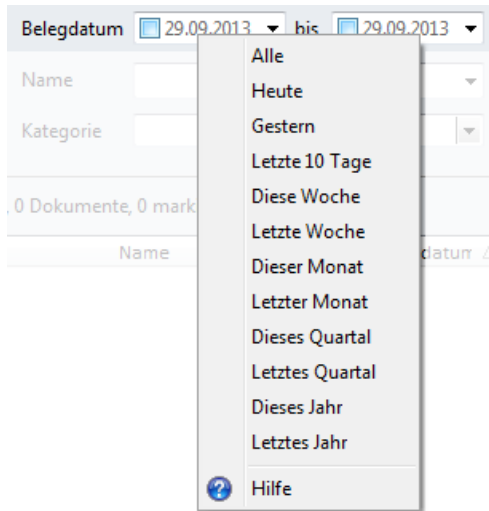 Belegdatum 29.09.2013 bis 29.09.2013
Alle
Name
Heute
Kategorie
Gestern
Letzte 10 Tage
Diese Woche
, 0 Dokumente, 0 mark
Letzte Woche
Name
Dieser Monat
datum
Letzter Monat
Dieses Quartal
Letztes Quartal
Dieses Jahr
Letztes Jahr
Hilfe